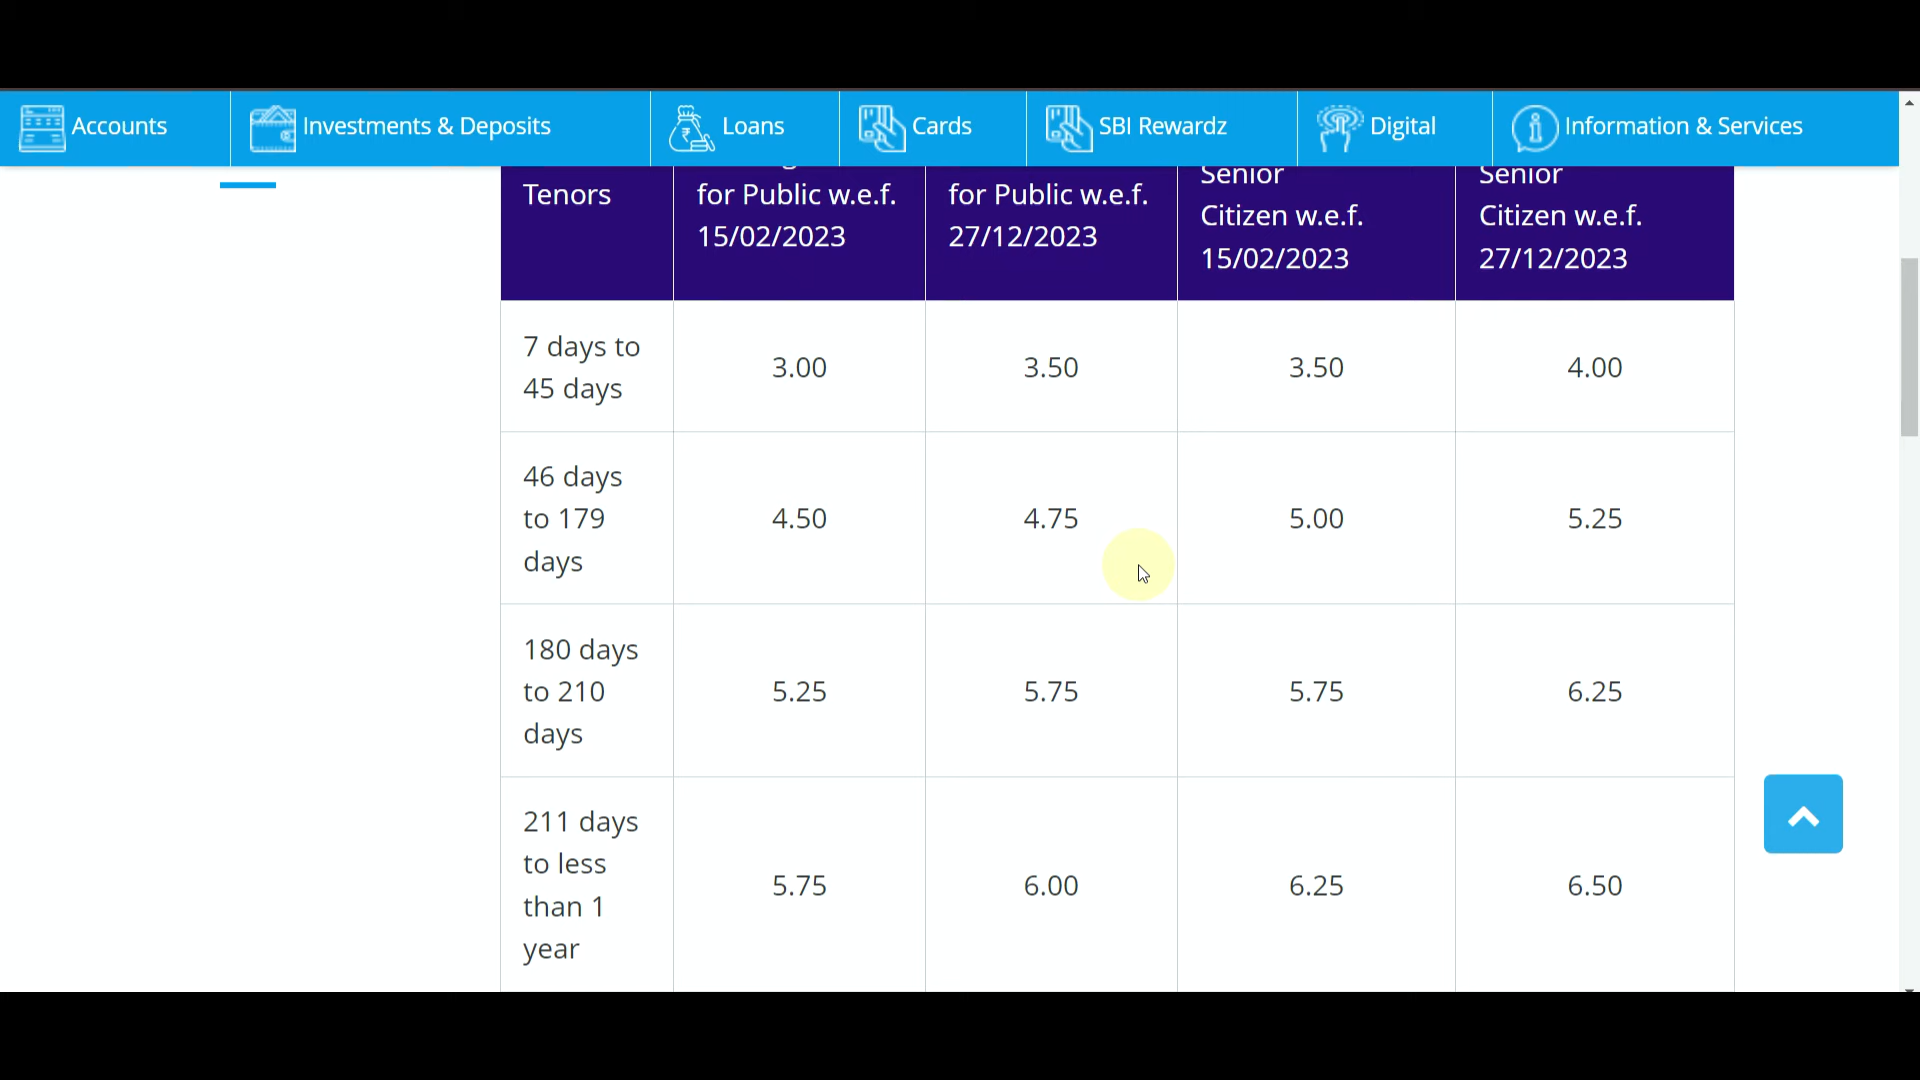 Accounts
Investments & Deposits
Loans
Cards
SBI Rewardz
Digital
Information & Services
Tenors
for Public w.e.f.
15/02/2023
for Public w.e.f.
27/12/2023
Senior
Citizen w.e.f.
15/02/2023
Senior
Citizen w.e.f.
27/12/2023
7 days to
45 days
3.00
3.50
3.50
4.00
46 days
to 179
days
4.50
4.75
5.00
5.25
180 days
to 210
days
5.25
5.75
5.75
6.25
211 days
to less
than 1
year
5.75
6.00
6.25
6.50